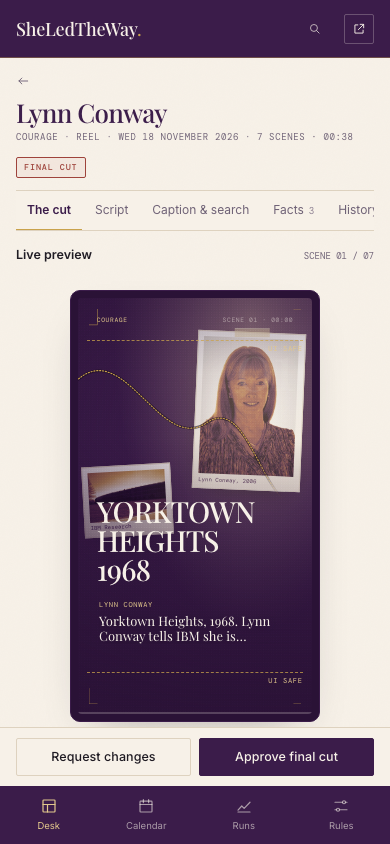 SheLedTheWay.
Lynn Conway
COURAGE · REEL · WED 18 NOVEMBER 2026 · 7 SCENES · 00:38
FINAL CUT
The cut Script Caption & search Facts 3 History
Live preview SCENE 01 / 07
COURAGE SCENE 01 · 00:00
Lynn Conway, 2006
IBM Research
YORKTOWN
HEIGHTS
1968
LYNN CONWAY
Yorktown Heights, 1968. Lynn
Conway tells IBM she is...
UI SAFE
Request changes Approve final cut
Desk Calendar Runs Rules